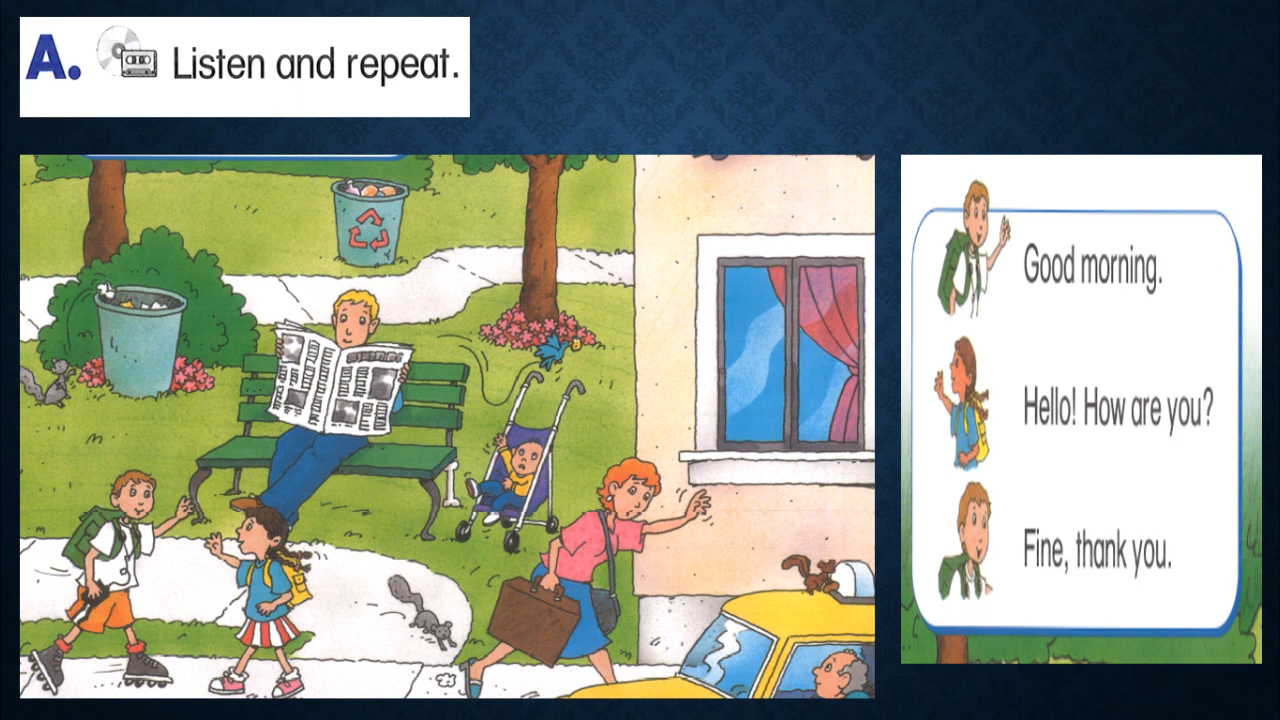 A. Listen and repeat.
Good morning.
Hello! How are you?
Fine, thank you.